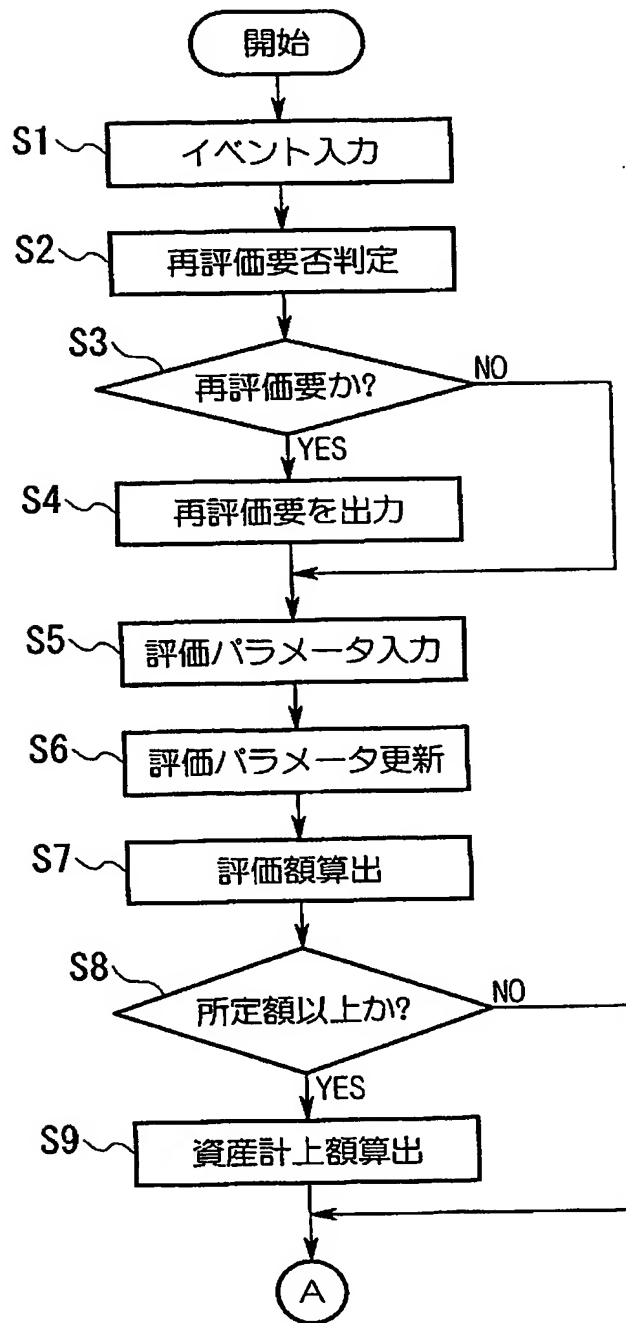 開始
S1
イベント入力
S2
再評価要否判定
S3
再評価要か?
NO
YES
S4
再評価要を出力
S5
評価パラメータ入力
S6
評価パラメータ更新
S7
評価額算出
S8
所定額以上か?
NO
YES
S9
資産計上額算出
A